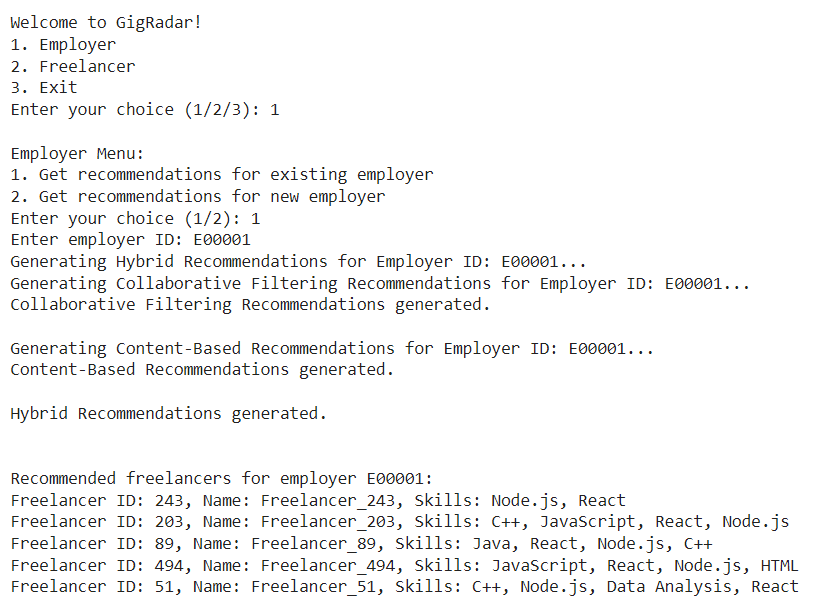 Welcome to GigRadar!
1. Employer
2. Freelancer
3. Exit
Enter your choice (1/2/3): 1
Employer Menu:
1. Get recommendations for existing employer
2. Get recommendations for new employer
Enter your choice (1/2): 1
Enter employer ID: E00001
Generating Hybrid Recommendations for Employer ID: E00001...
Generating Collaborative Filtering Recommendations for Employer ID: E00001...
Collaborative Filtering Recommendations generated.
Generating Content-Based Recommendations for Employer ID: E00001...
Content-Based Recommendations generated.
Hybrid Recommendations generated.
Recommended freelancers for employer E00001:
Freelancer ID: 243, Name: Freelancer_243, Skills: Node.js, React
Freelancer ID: 203, Name: Freelancer_203, Skills: C++, JavaScript, React, Node.js
Freelancer ID: 89, Name: Freelancer_89, Skills: Java, React, Node.js, C++
Freelancer ID: 494, Name: Freelancer_494, Skills: JavaScript, React, Node.js, HTML
Freelancer ID: 51, Name: Freelancer_51, Skills: C++, Node.js, Data Analysis, React